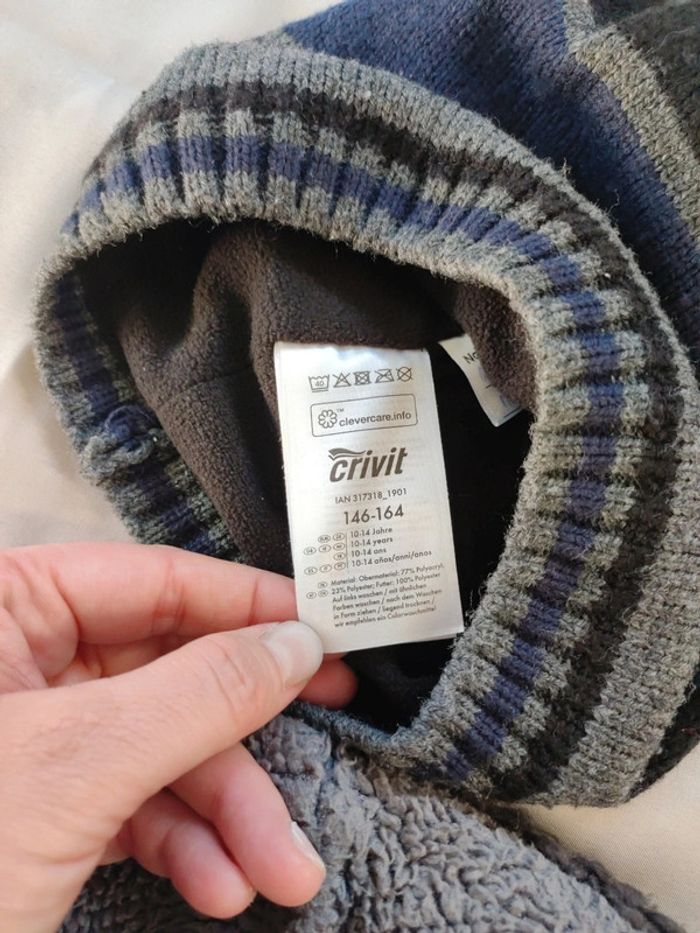 40
clevercare.info
crivit
IAN 317318_1901
146-164
10-14 Jahre
10-14 years
10-14 ans
10-14 años/anni/anos
Material: Obermaterial: 77% Polyacryl,
23% Polyester; Futter: 100% Polyester
Auf links waschen / mit ähnlichen
Farben waschen / nach dem Waschen
in Form ziehen / liegend trocknen /
wir empfehlen ein Colorwaschmittel